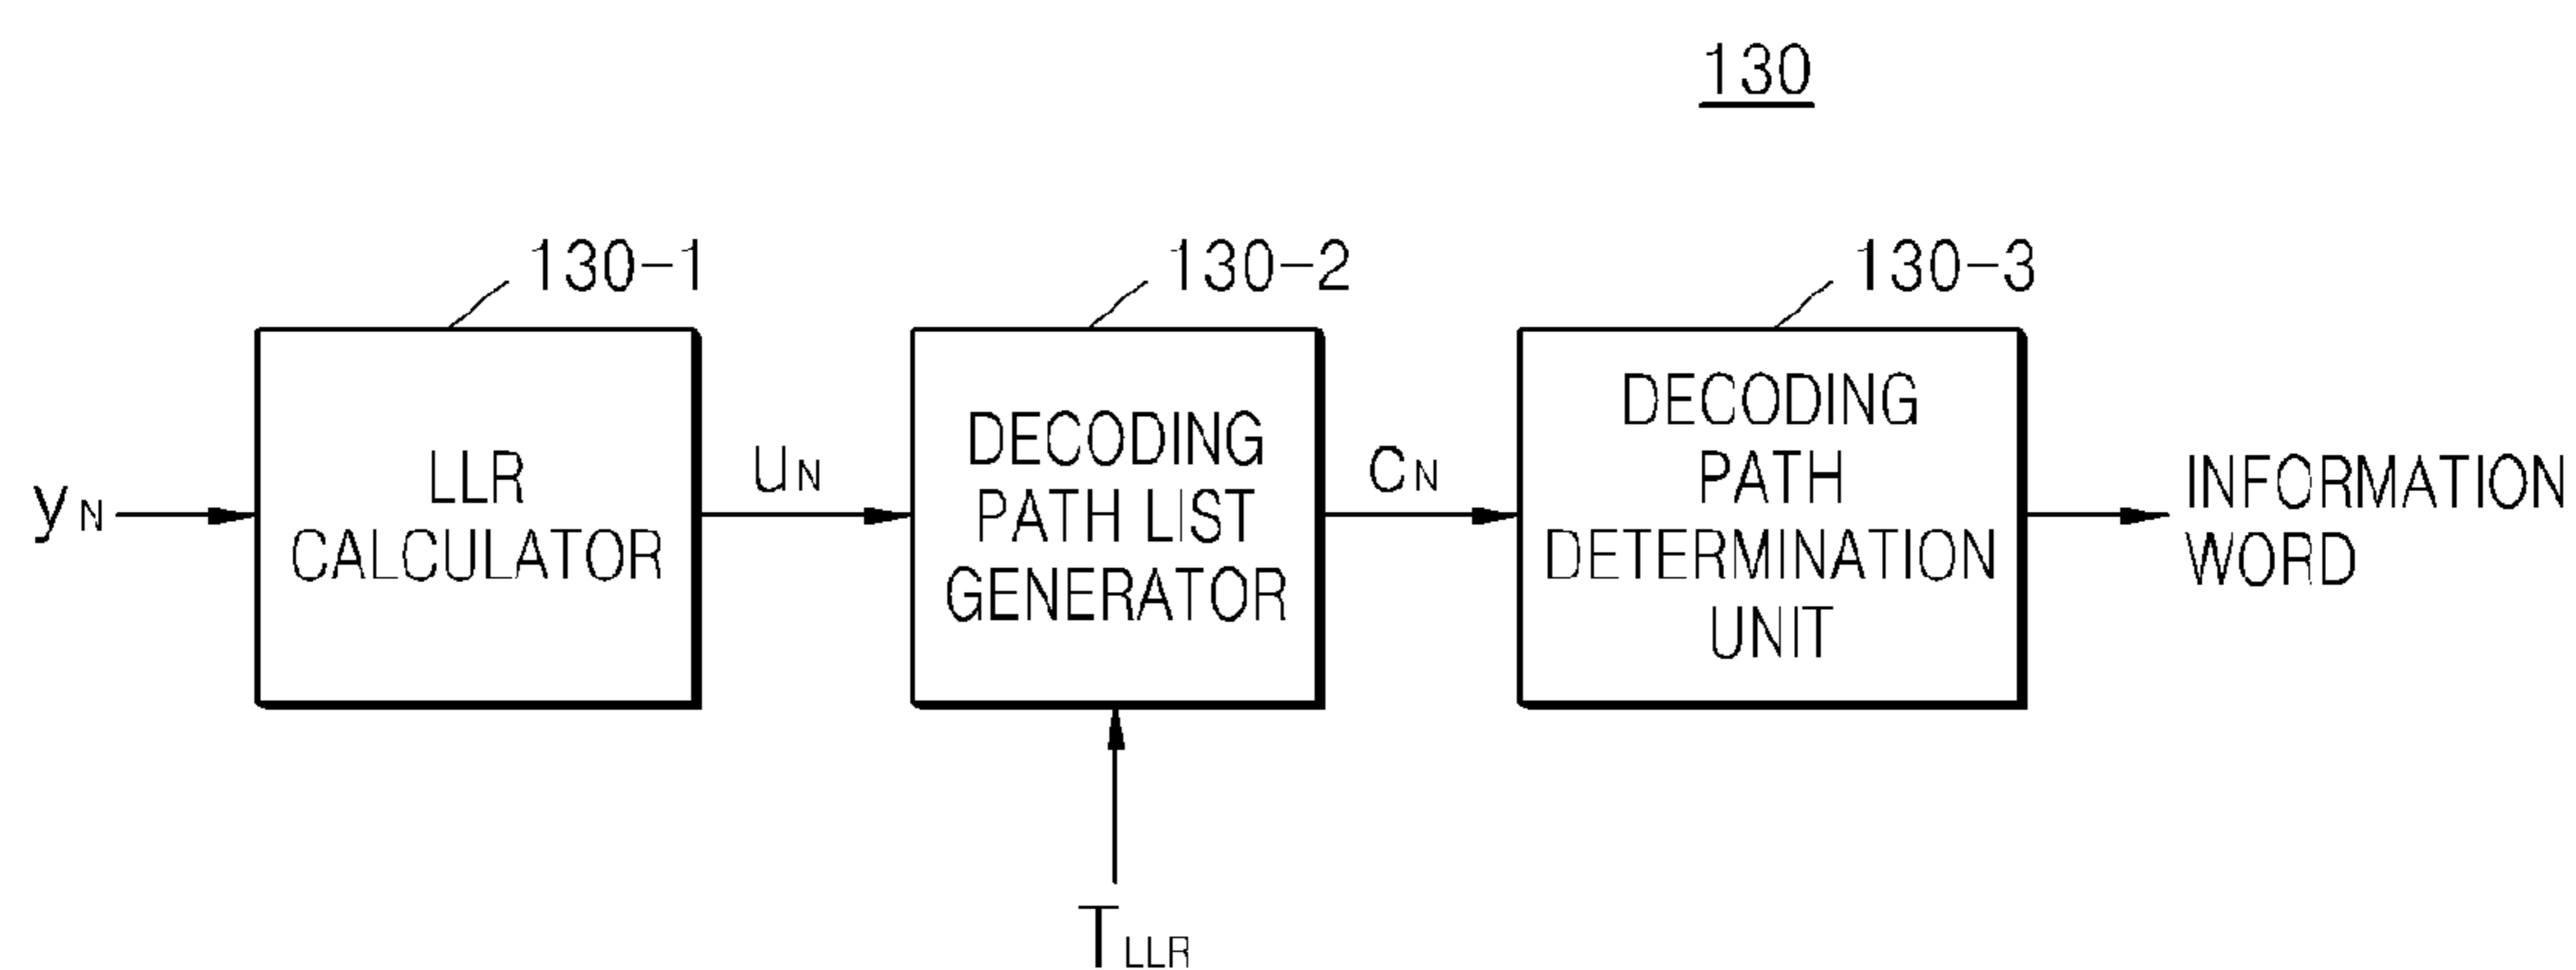 130
130-1
130-2
130-3
yN
LLR
CALCULATOR
uN
DECODING
PATH LIST
GENERATOR
cN
DECODING
PATH
DETERMINATION
UNIT
INFORMATION
WORD
TLLR